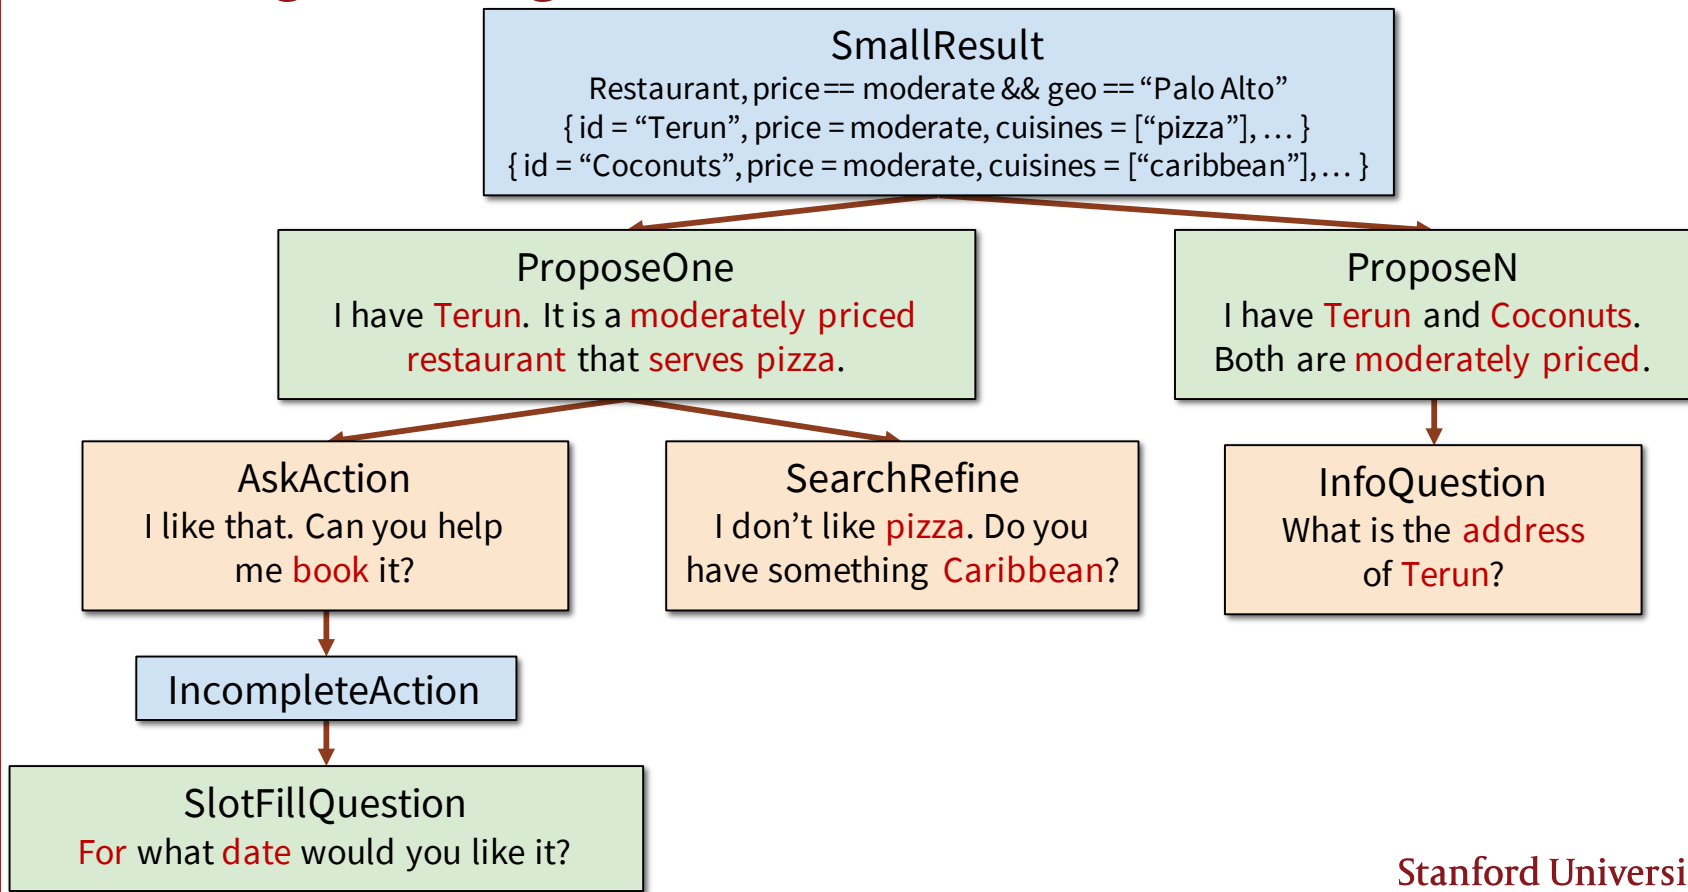 SmallResult
Restaurant, price == moderate && geo == “Palo Alto”
{ id = “Terun”, price = moderate, cuisines = [“pizza”], … }
{ id = “Coconuts”, price = moderate, cuisines = [“caribbean”], … }
ProposeOne
I have Terun. It is a moderately priced
restaurant that serves pizza.
ProposeN
I have Terun and Coconuts.
Both are moderately priced.
AskAction
I like that. Can you help
me book it?
SearchRefine
I don’t like pizza. Do you
have something Caribbean?
InfoQuestion
What is the address
of Terun?
IncompleteAction
SlotFillQuestion
For what date would you like it?
Stanford Universi